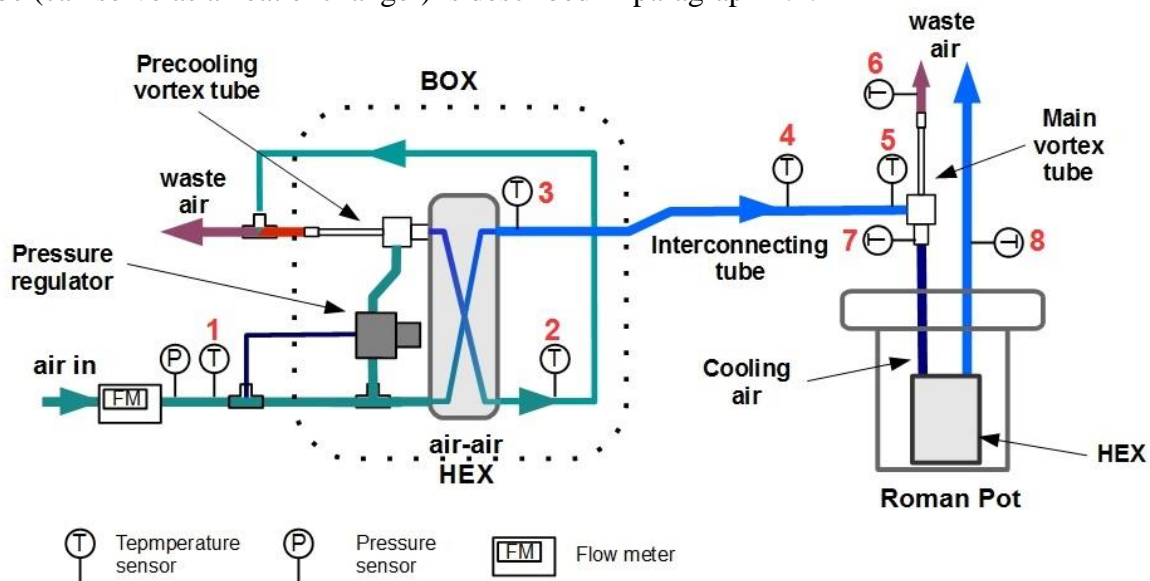 waste
air
Precooling
vortex tube
BOX
6
Main
vortex
tube
4
5
waste
air
3
Interconnecting
tube
7
8
Pressure
regulator
1
2
air in
P
T
FM
Cooling
air
air-air
HEX
HEX
Roman Pot
T
Tepmperature
sensor
P
Pressure
sensor
FM
Flow meter